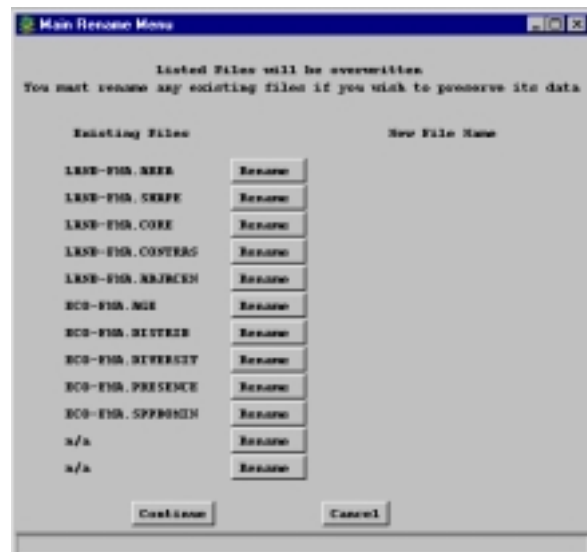 Main Rename Menu
Listed Files will be overwritten
You must rename any existing files if you wish to preserve its data
Existing Files New File Name
LAND-FMA.AREA Rename
LAND-FMA.SHAPE Rename
LAND-FMA.CORE Rename
LAND-FMA.CONTRAS Rename
LAND-FMA.ADJACEN Rename
ECO-FMA.AGE Rename
ECO-FMA.DISTRIB Rename
ECO-FMA.DIVERSIT Rename
ECO-FMA.PRESENCE Rename
ECO-FMA.SPPDOMIN Rename
n/a Rename
n/a Rename
Continue Cancel